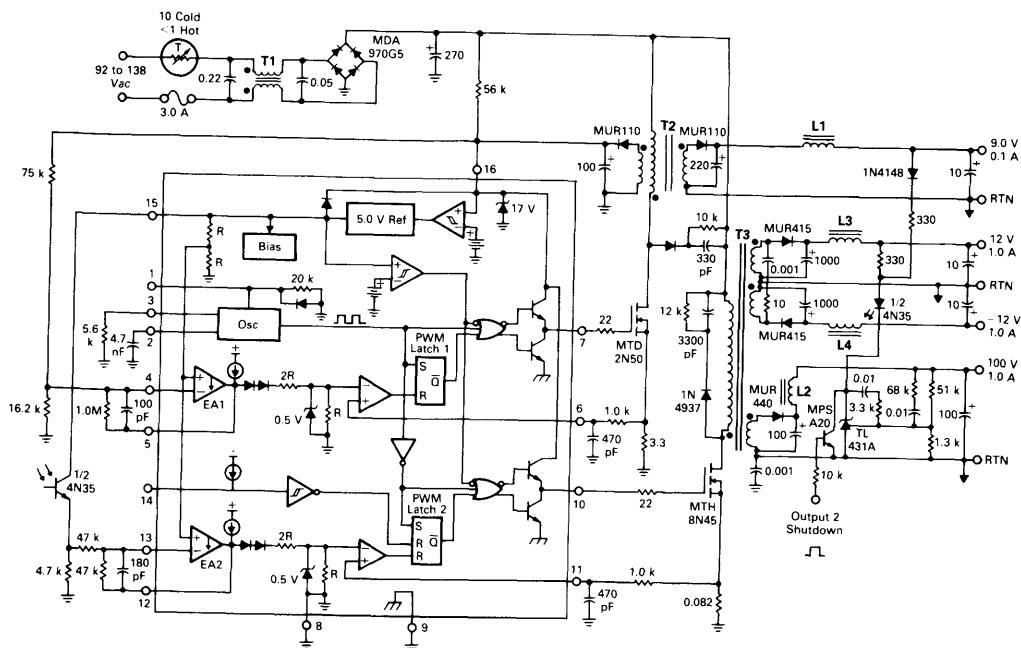 10 Cold
<1 Hot
T
92 to 138
Vac
3.0 A
0.22
T1
0.05
MDA
970G5
+
270
56 k
75 k
MUR110
100
+
T2
MUR110
220
+
L1
9.0 V
0.1 A
1N4148
10
+
RTN
330
16
15
R
R
Bias
5.0 V Ref
17 V
1
3
2
20 k
5.6
k
4.7
nF
Osc
PWM
Latch 1
S
R
Q
10 k
330
pF
T3
MUR415
0.001
1000
+
10
1000
+
MUR415
L3
330
12 V
1.0 A
10
+
RTN
10
+
1/2
4N35
-12 V
1.0 A
L4
7
22
MTD
2N50
12 k
3300
pF
1N
4937
4
5
16.2 k
1.0M
100
pF
EA1
2R
0.5 V
R
6
1.0 k
470
pF
3.3
L2
MUR
440
100
+
0.001
MPS
A20
10 k
Output 2
Shutdown
0.01
3.3 k
68 k
0.01
51 k
TL
431A
1.3 k
100
+
100 V
1.0 A
RTN
1/2
4N35
14
PWM
Latch 2
S
R
R
Q
10
22
MTH
8N45
47 k
4.7 k
47 k
180
pF
13
12
EA2
2R
0.5 V
R
11
1.0 k
470
pF
0.082
8
9